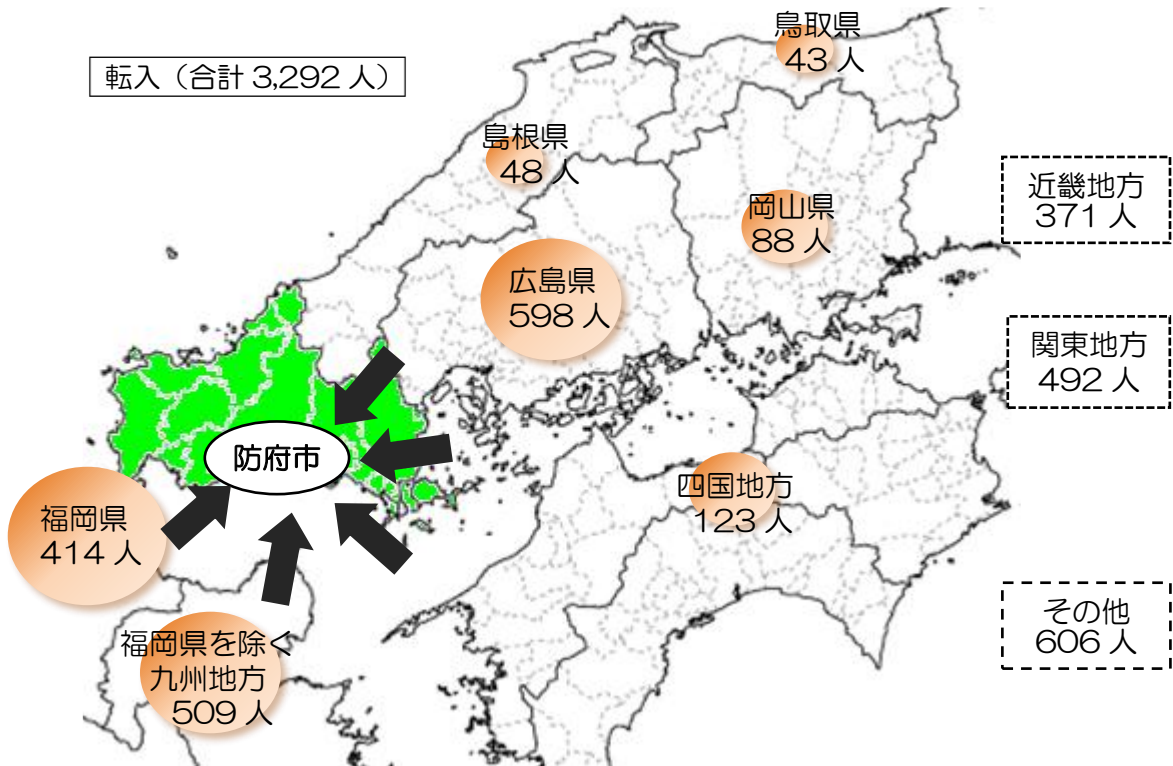 転入（合計 3,292 人）
鳥取県
43 人
島根県
48 人
岡山県
88 人
近畿地方
371 人
広島県
598 人
関東地方
492 人
防府市
四国地方
123 人
福岡県
414 人
その他
606 人
福岡県を除く
九州地方
509 人